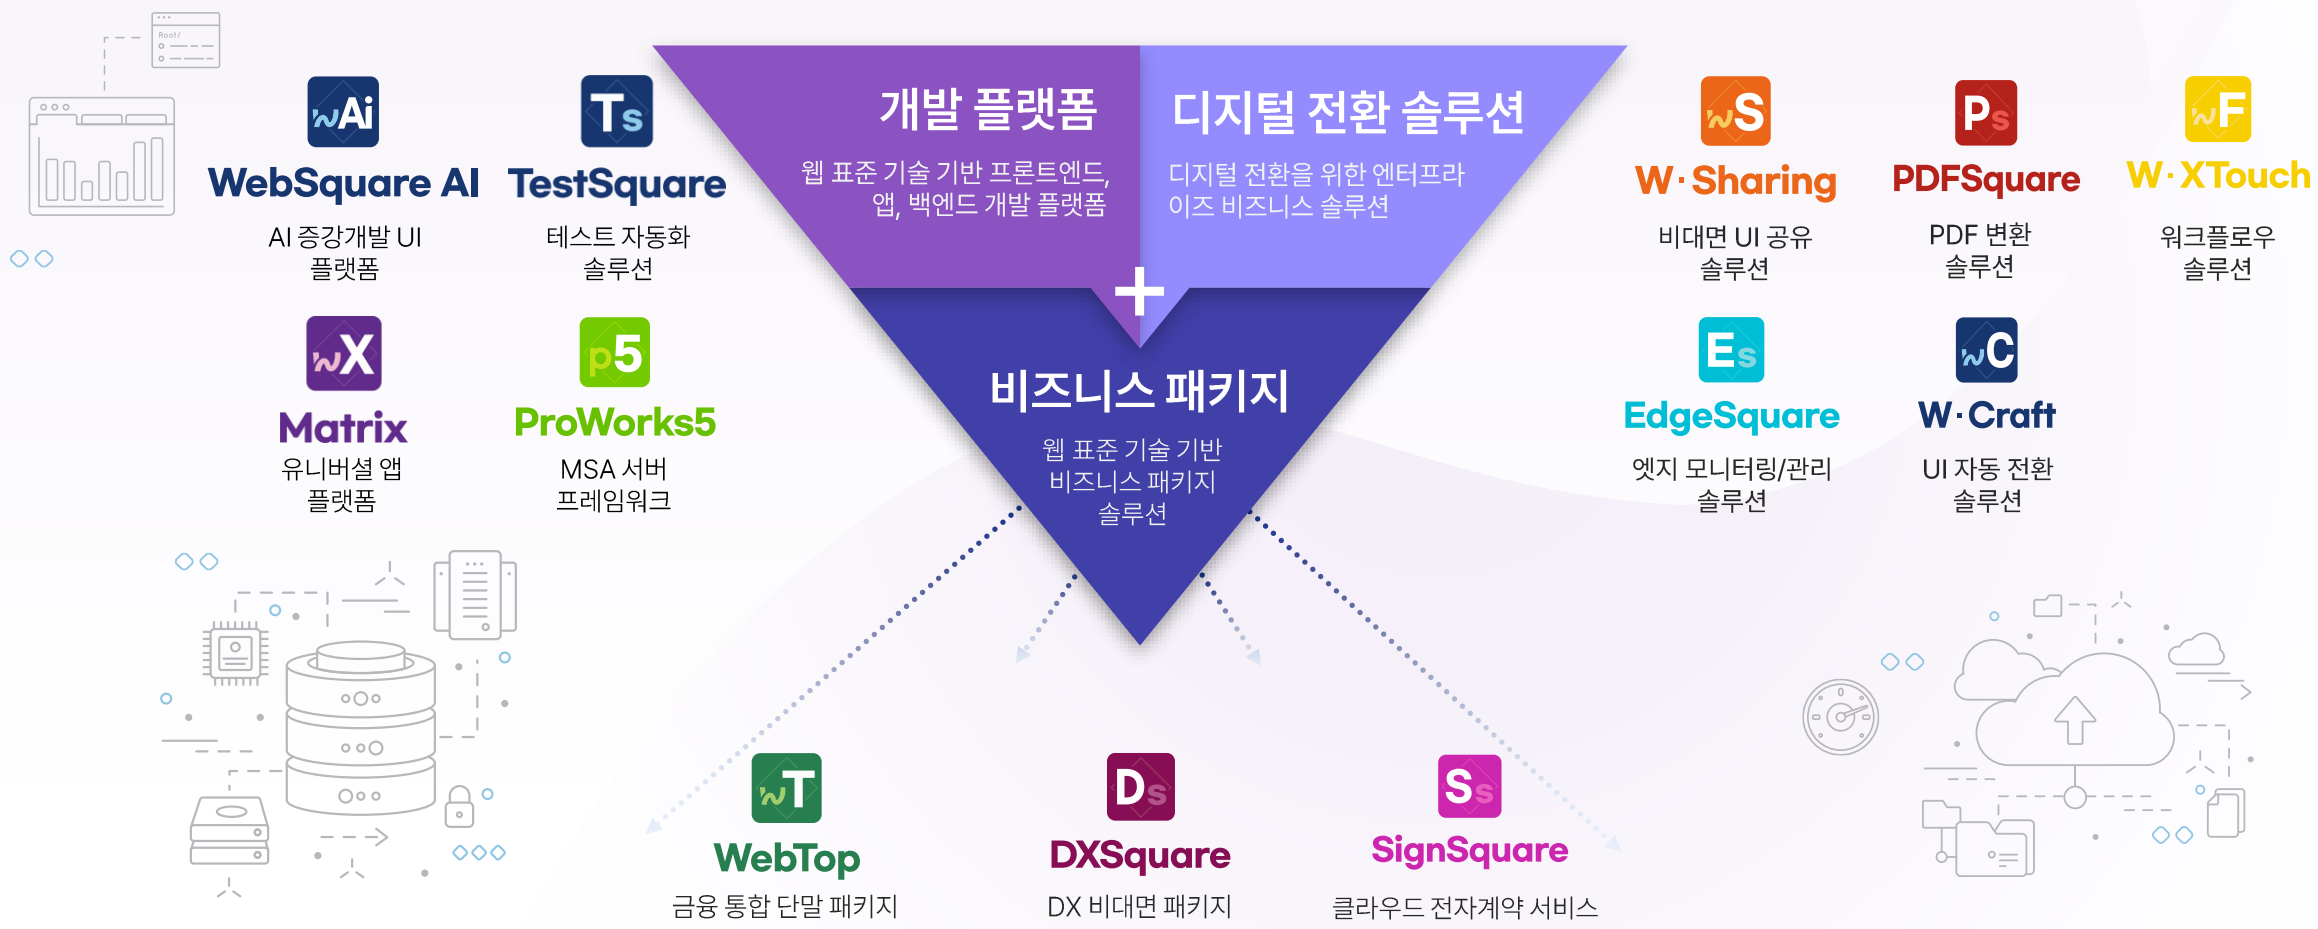 Roof/
wAi
WebSquare AI
AI 증강개발 UI
플랫폼
Ts
TestSquare
테스트 자동화
솔루션
wX
Matrix
유니버셜 앱
플랫폼
p5
ProWorks5
MSA 서버
프레임워크
개발 플랫폼
웹 표준 기술 기반 프론트엔드,
앱, 백엔드 개발 플랫폼
디지털 전환 솔루션
디지털 전환을 위한 엔터프라
이즈 비즈니스 솔루션
+
비즈니스 패키지
웹 표준 기술 기반
비즈니스 패키지
솔루션
wS
W·Sharing
비대면 UI 공유
솔루션
Ps
PDFSquare
PDF 변환
솔루션
wF
W·XTouch
워크플로우
솔루션
Es
EdgeSquare
엣지 모니터링/관리
솔루션
wC
W·Craft
UI 자동 전환
솔루션
wT
WebTop
금융 통합 단말 패키지
Ds
DXSquare
DX 비대면 패키지
Ss
SignSquare
클라우드 전자계약 서비스